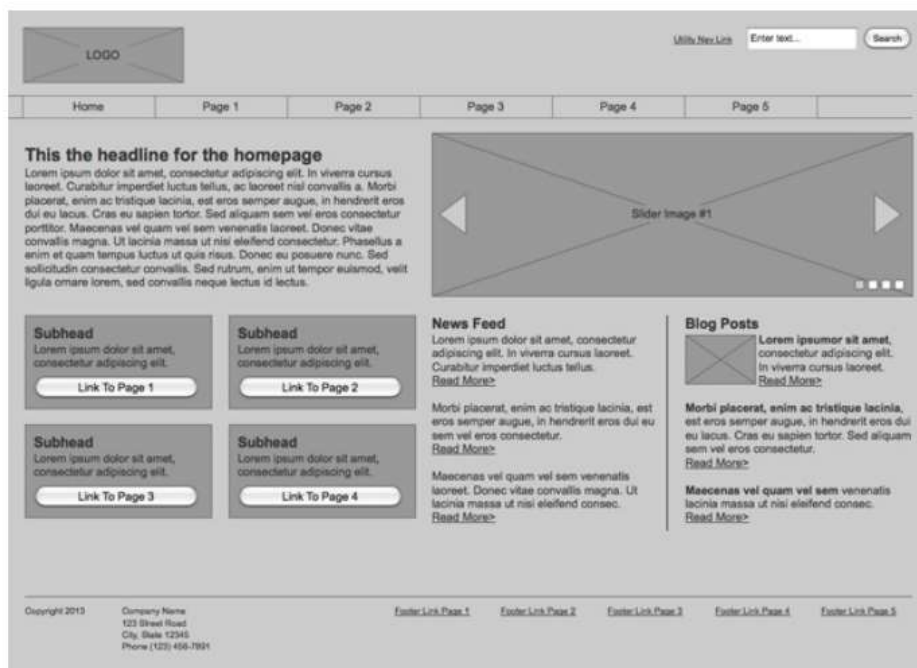 LOGO
Utility Nav Link
Enter text...
Search
Home
Page 1
Page 2
Page 3
Page 4
Page 5
This the headline for the homepage
Lorem ipsum dolor sit amet, consectetur adipiscing elit. In viverra cursus
laoreet. Curabitur imperdiet luctus tellus, ac laoreet nisl convallis a. Morbi
placerat, enim ac tristique lacinia, est eros semper augue, in hendrerit eros
dui eu lacus. Cras eu sapien tortor. Sed aliquam sem vel eros consectetur
porttitor. Maecenas vel quam vel sem venenatis laoreet. Donec vitae
convallis magna. Ut lacinia massa ut nisi eleifend consectetur. Phasellus a
enim et quam tempus luctus ut quis risus. Donec eu posuere nunc. Sed
sollicitudin consectetur convallis. Sed rutrum, enim ut tempor euismod, velit
ligula ornare lorem, sed convallis neque lectus id lectus.
Slider Image #1
Subhead
Lorem ipsum dolor sit amet,
consectetur adipiscing elit.
Link To Page 1
Subhead
Lorem ipsum dolor sit amet,
consectetur adipiscing elit.
Link To Page 2
Subhead
Lorem ipsum dolor sit amet,
consectetur adipiscing elit.
Link To Page 3
Subhead
Lorem ipsum dolor sit amet,
consectetur adipiscing elit.
Link To Page 4
News Feed
Lorem ipsum dolor sit amet, consectetur
adipiscing elit. In viverra cursus laoreet.
Curabitur imperdiet luctus tellus.
Read More>
Morbi placerat, enim ac tristique lacinia, est
eros semper augue, in hendrerit eros dui eu
sem vel eros consectetur.
Read More>
Maecenas vel quam vel sem venenatis
laoreet. Donec vitae convallis magna. Ut
lacinia massa ut nisi eleifend consec.
Read More>
Blog Posts
Lorem ipsumor sit amet,
consectetur adipiscing elit.
In viverra cursus laoreet.
Read More>
Morbi placerat, enim ac tristique lacinia,
est eros semper augue, in hendrerit eros dui
eu lacus. Cras eu sapien tortor. Sed aliquam
sem vel eros consectetur.
Read More>
Maecenas vel quam vel sem venenatis
lacinia massa ut nisi eleifend consec.
Read More>
Copyright 2013
Company Name
123 Street Road
City, State 12345
Phone (123) 456-7891
Footer Link Page 1
Footer Link Page 2
Footer Link Page 3
Footer Link Page 4
Footer Link Page 5